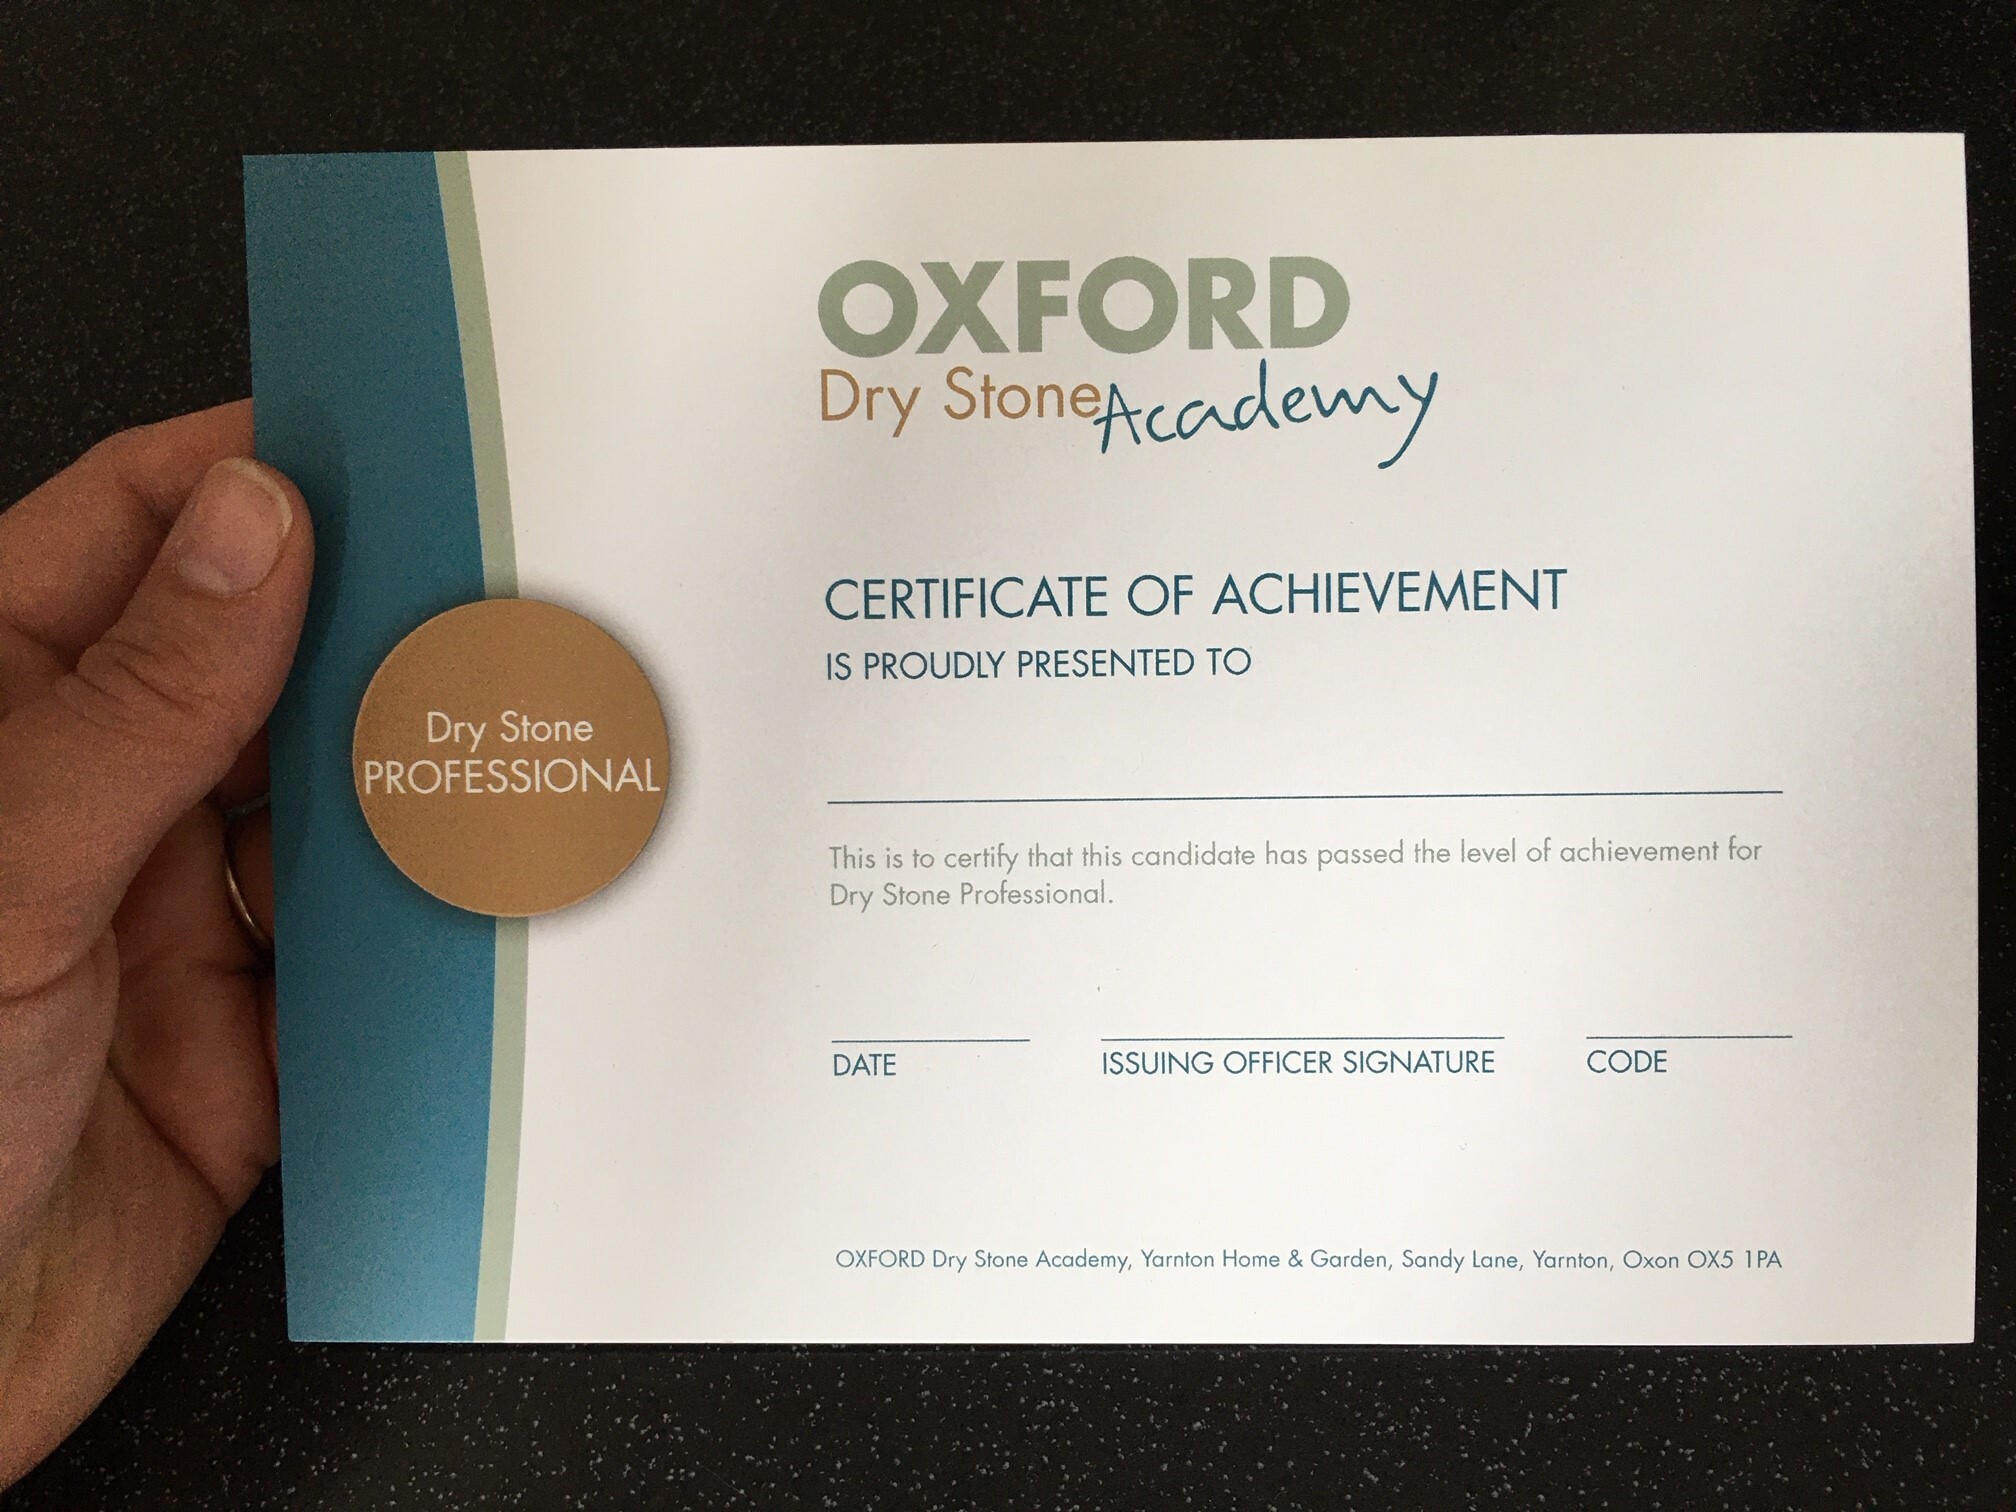 OXFORD
Dry Stone Academy
CERTIFICATE OF ACHIEVEMENT
IS PROUDLY PRESENTED TO
Dry Stone
PROFESSIONAL
This is to certify that this candidate has passed the level of achievement for
Dry Stone Professional.
DATE ISSUING OFFICER SIGNATURE CODE
OXFORD Dry Stone Academy, Yarnton Home & Garden, Sandy Lane, Yarnton, Oxon OX5 1PA